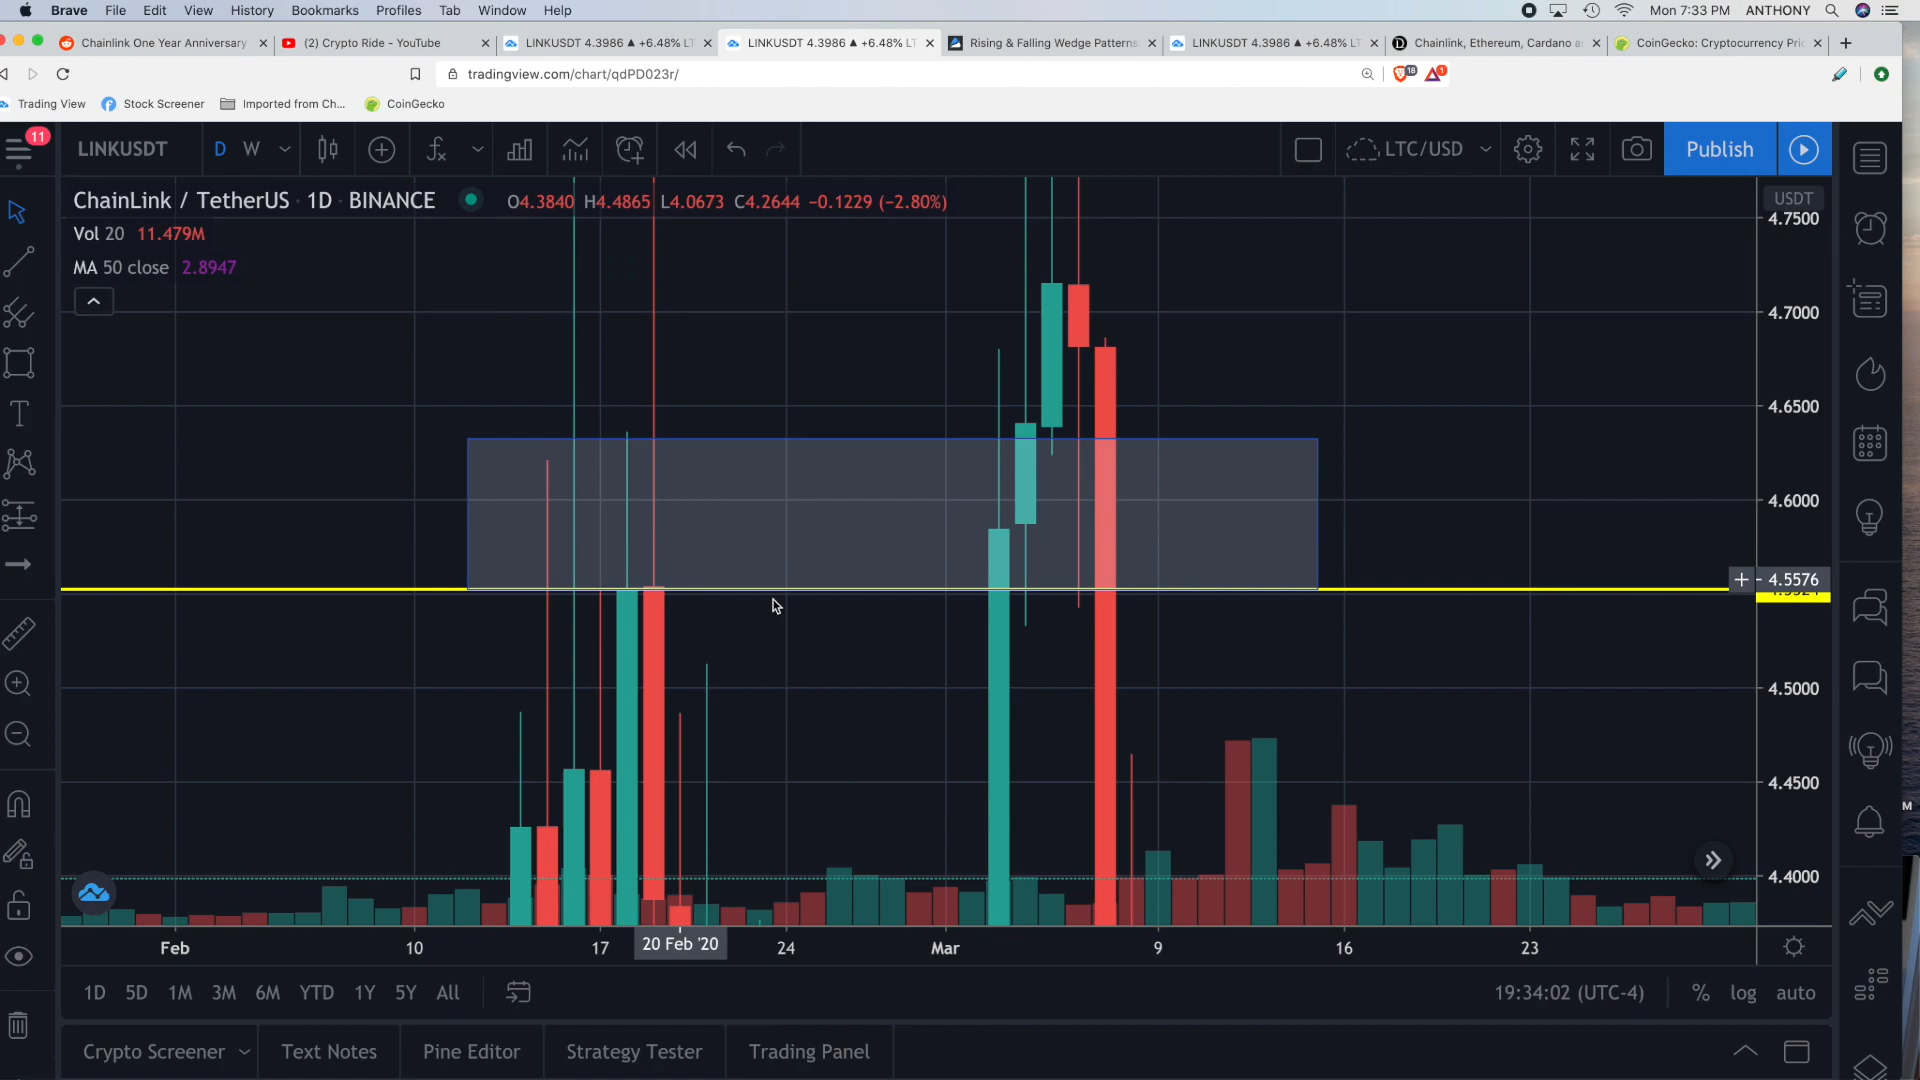 Brave File Edit View History Bookmarks Profiles Tab Window Help Mon 7:33 PM ANTHONY
Chainlink One Year Anniversary (2) Crypto Ride - YouTube LINKUSDT 4.3986 ▲ +6.48% LT LINKUSDT 4.3986 ▲ +6.48% LT Rising & Falling Wedge Patterns LINKUSDT 4.3986 ▲ +6.48% LT Chainlink, Ethereum, Cardano a CoinGecko: Cryptocurrency Pric
tradingview.com/chart/qdPD023r/ 18 1
Trading View Stock Screener Imported from Ch... CoinGecko
11 LINKUSDT D W LTC/USD Publish
ChainLink / TetherUS · 1D · BINANCE O4.3840 H4.4865 L4.0673 C4.2644 −0.1229 (−2.80%) USDT
4.7500
Vol 20 11.479M
MA 50 close 2.8947
4.7000
4.6500
4.6000
4.5576
4.5000
4.4500
M
4.4000
Feb 10 17 20 Feb '20 24 Mar 9 16 23
1D 5D 1M 3M 6M YTD 1Y 5Y All 19:34:02 (UTC-4) % log auto
Crypto Screener Text Notes Pine Editor Strategy Tester Trading Panel